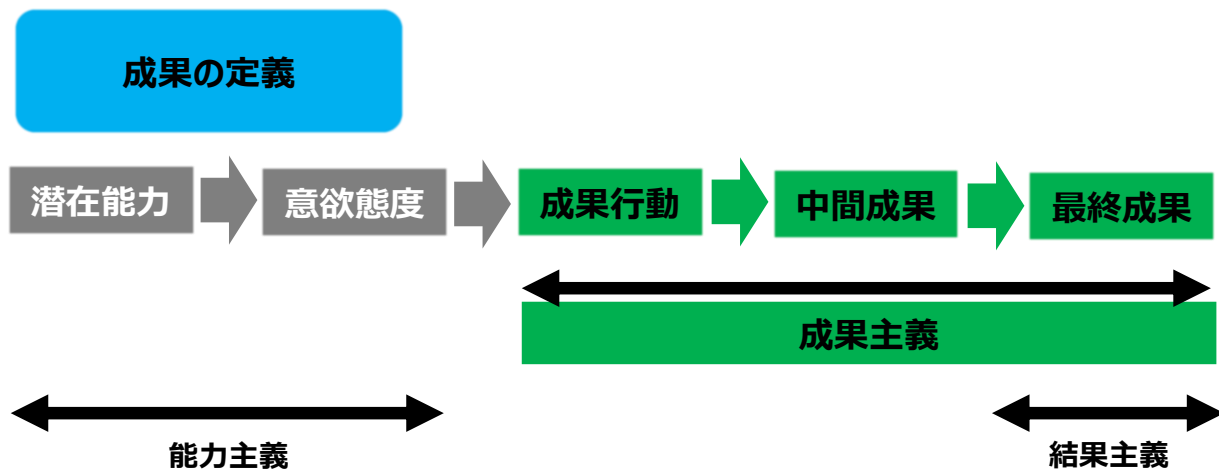 成果の定義
潜在能力
意欲態度
成果行動
中間成果
最終成果
成果主義
能力主義
結果主義